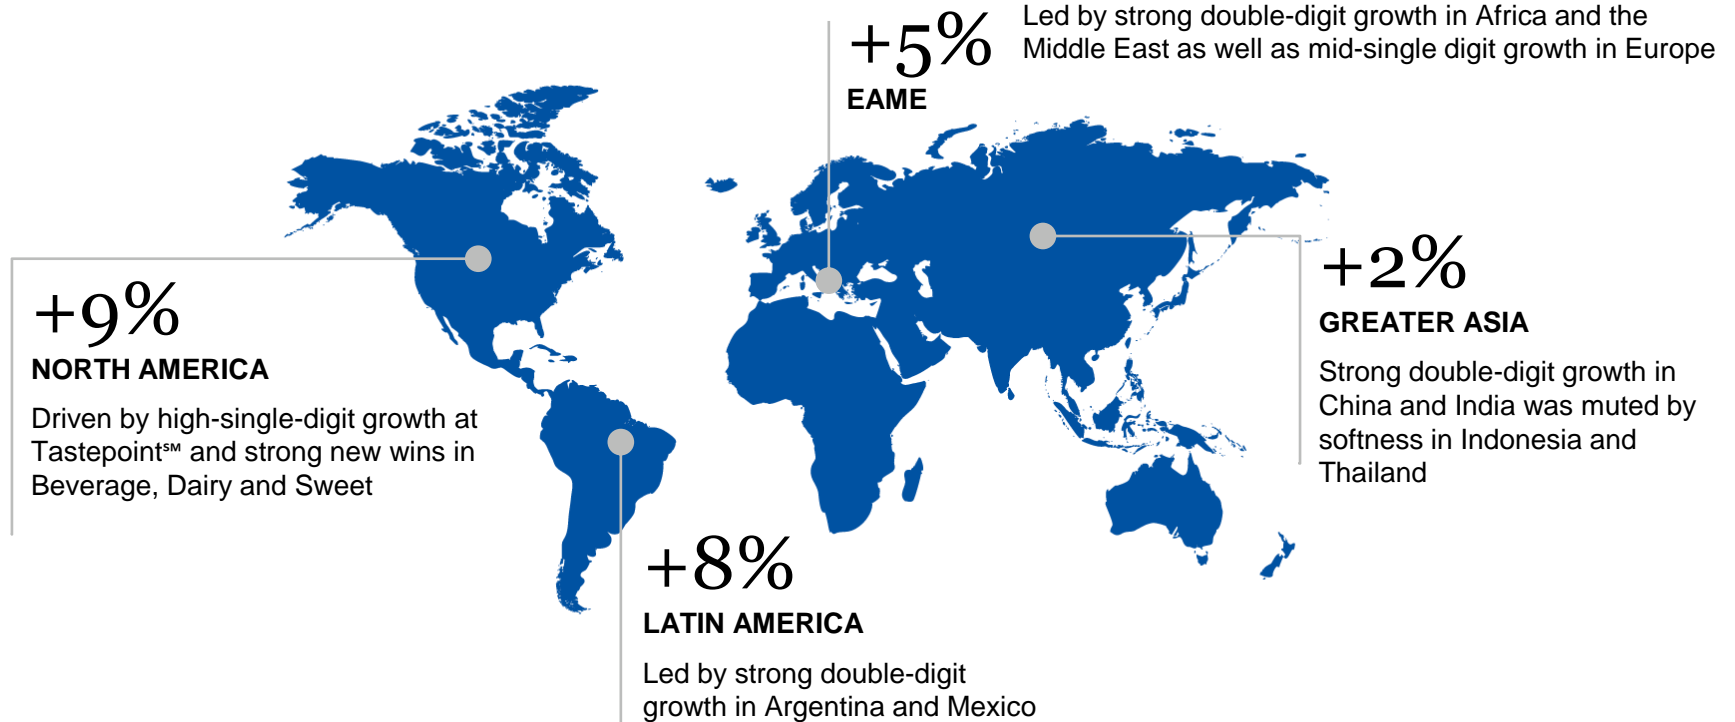 +5%
EAME
Led by strong double-digit growth in Africa and the
Middle East as well as mid-single digit growth in Europe
+9%
NORTH AMERICA
Driven by high-single-digit growth at
Tastepoint℠ and strong new wins in
Beverage, Dairy and Sweet
+2%
GREATER ASIA
Strong double-digit growth in
China and India was muted by
softness in Indonesia and
Thailand
+8%
LATIN AMERICA
Led by strong double-digit
growth in Argentina and Mexico